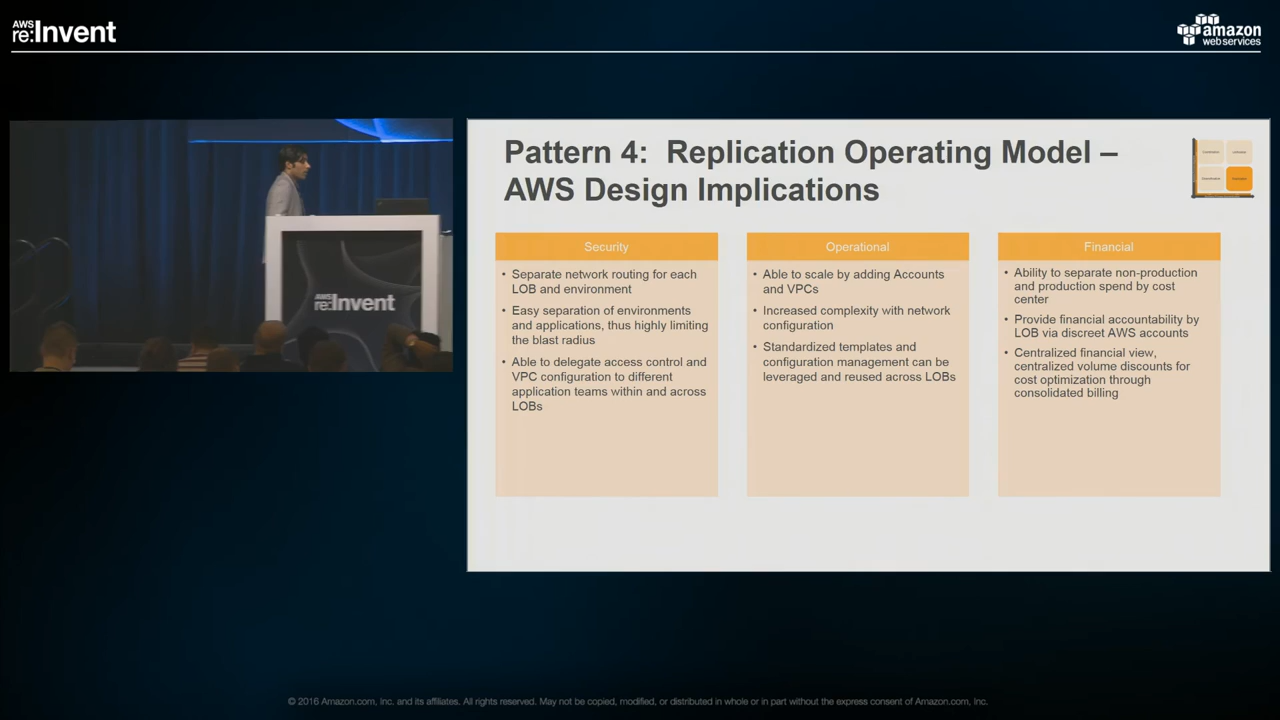 AWS
re:Invent
amazon
web services
Pattern 4: Replication Operating Model –
AWS Design Implications
Security
• Separate network routing for each
LOB and environment
• Easy separation of environments
and applications, thus highly limiting
the blast radius
• Able to delegate access control and
VPC configuration to different
application teams within and across
LOBs
Operational
• Able to scale by adding Accounts
and VPCs
• Increased complexity with network
configuration
• Standardized templates and
configuration management can be
leveraged and reused across LOBs
Financial
• Ability to separate non-production
and production spend by cost
center
• Provide financial accountability by
LOB via discreet AWS accounts
• Centralized financial view,
centralized volume discounts for
cost optimization through
consolidated billing
AWS
re:Invent
© 2016 Amazon.com, Inc. and its affiliates. All rights reserved. May not be copied, modified, or distributed in whole or in part without the express consent of Amazon.com, Inc.